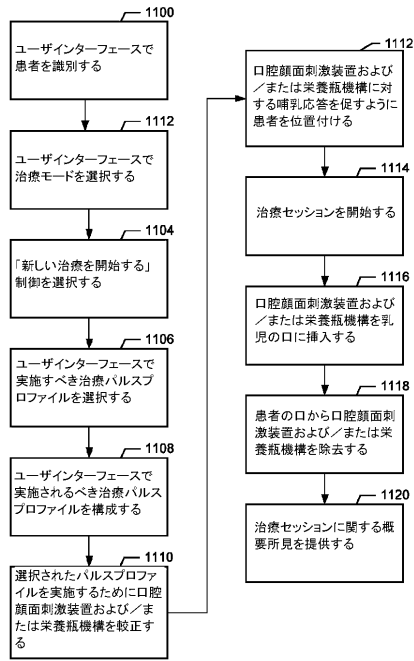 1100
ユーザインターフェースで
患者を識別する
1112
ユーザインターフェースで
治療モードを選択する
1104
「新しい治療を開始する」
制御を選択する
1106
ユーザインターフェースで
実施すべき治療パルスプ
ロファイルを選択する
1108
ユーザインターフェースで
実施されるべき治療パルス
プロファイルを構成する
1110
選択されたパルスプロファ
イルを実施するために口腔
顔面刺激装置および/ま
たは栄養瓶機構を較正す
る
1112
口腔顔面刺激装置および
/または栄養瓶機構に対
する哺乳応答を促すように
患者を位置付ける
1114
治療セッションを開始する
1116
口腔顔面刺激装置および
/または栄養瓶機構を乳
児の口に挿入する
1118
患者の口から口腔顔面刺
激装置および/または栄
養瓶機構を除去する
1120
治療セッションに関する概
要所見を提供する